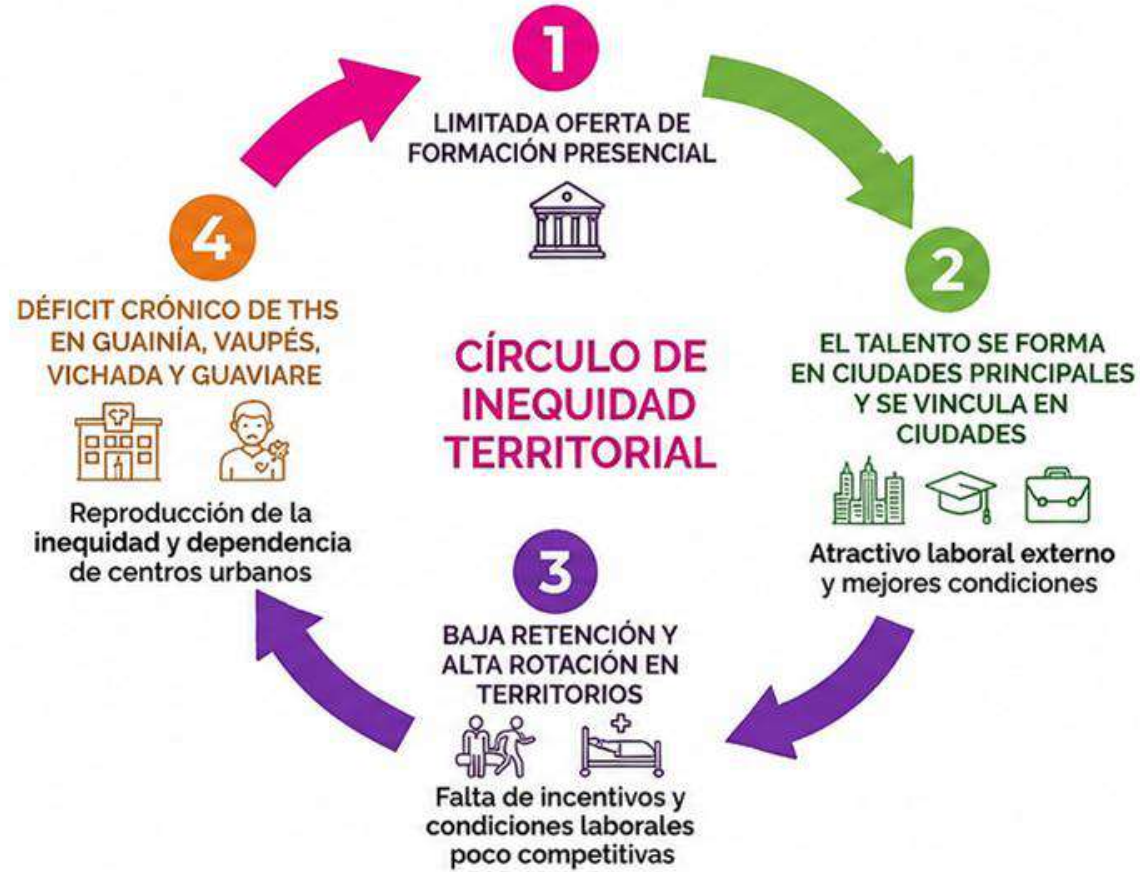 1
LIMITADA OFERTA DE
FORMACIÓN PRESENCIAL
2
EL TALENTO SE FORMA
EN CIUDADES PRINCIPALES
Y SE VINCULA EN
CIUDADES
Atractivo laboral externo
y mejores condiciones
3
BAJA RETENCIÓN Y
ALTA ROTACIÓN EN
TERRITORIOS
Falta de incentivos y
condiciones laborales
poco competitivas
4
DÉFICIT CRÓNICO DE THS
EN GUAINÍA, VAUPÉS,
VICHADA Y GUAVIARE
Reproducción de la
inequidad y dependencia
de centros urbanos
CÍRCULO DE
INEQUIDAD
TERRITORIAL